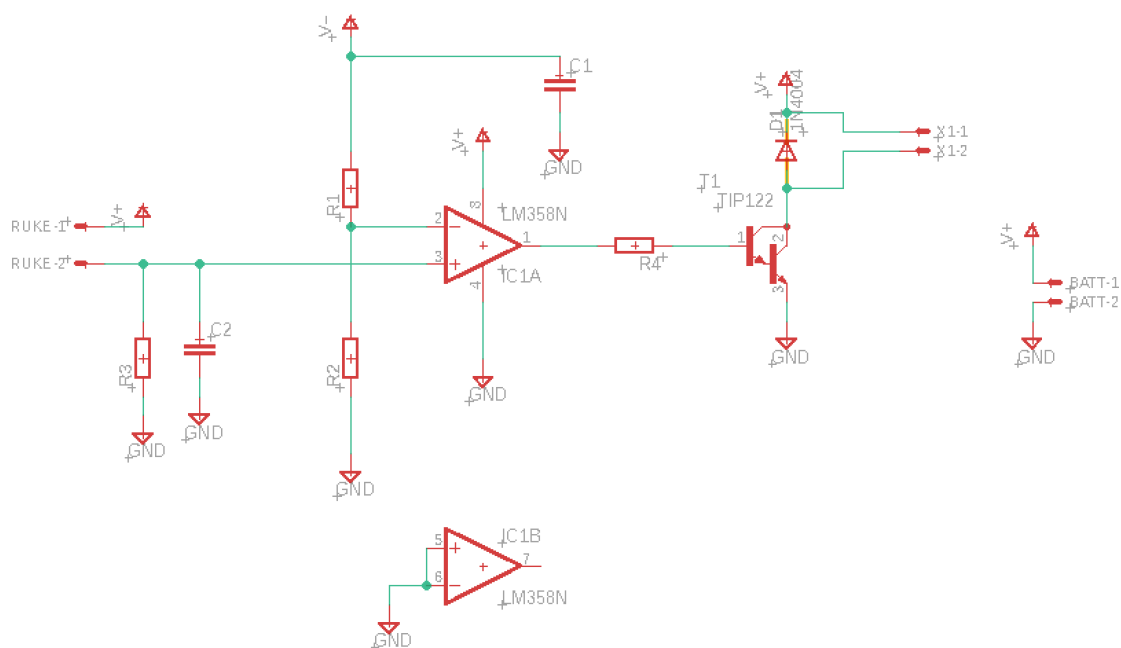 V-
C1
GND
V+
D1
1N4004
X1-1
X1-2
V+
T1
TIP122
1
2
3
GND
RUKE-1
V+
RUKE-2
R1
2
3
8
4
1
LM358N
IC1A
R4
V+
BATT-1
BATT-2
GND
R3
C2
R2
GND
GND
GND
GND
IC1B
5
6
7
LM358N
GND